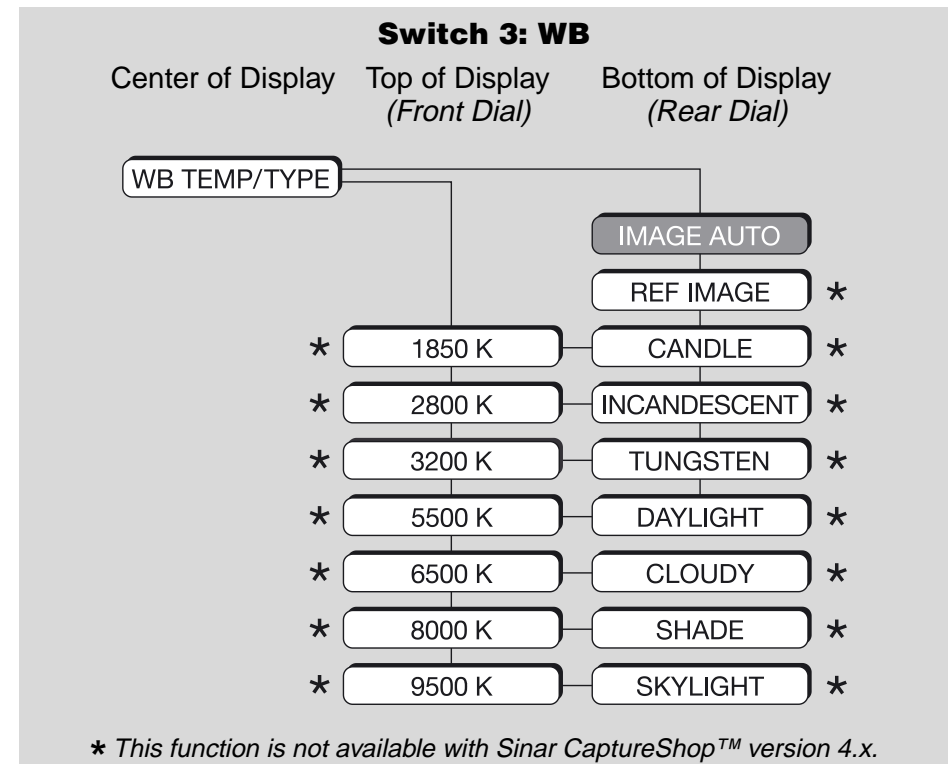 Switch 3: WB
Center of Display Top of Display Bottom of Display
(Front Dial) (Rear Dial)
WB TEMP/TYPE
IMAGE AUTO
REF IMAGE *
* 1850 K CANDLE *
* 2800 K INCANDESCENT *
* 3200 K TUNGSTEN *
* 5500 K DAYLIGHT *
* 6500 K CLOUDY *
* 8000 K SHADE *
* 9500 K SKYLIGHT *
* This function is not available with Sinar CaptureShop™ version 4.x.